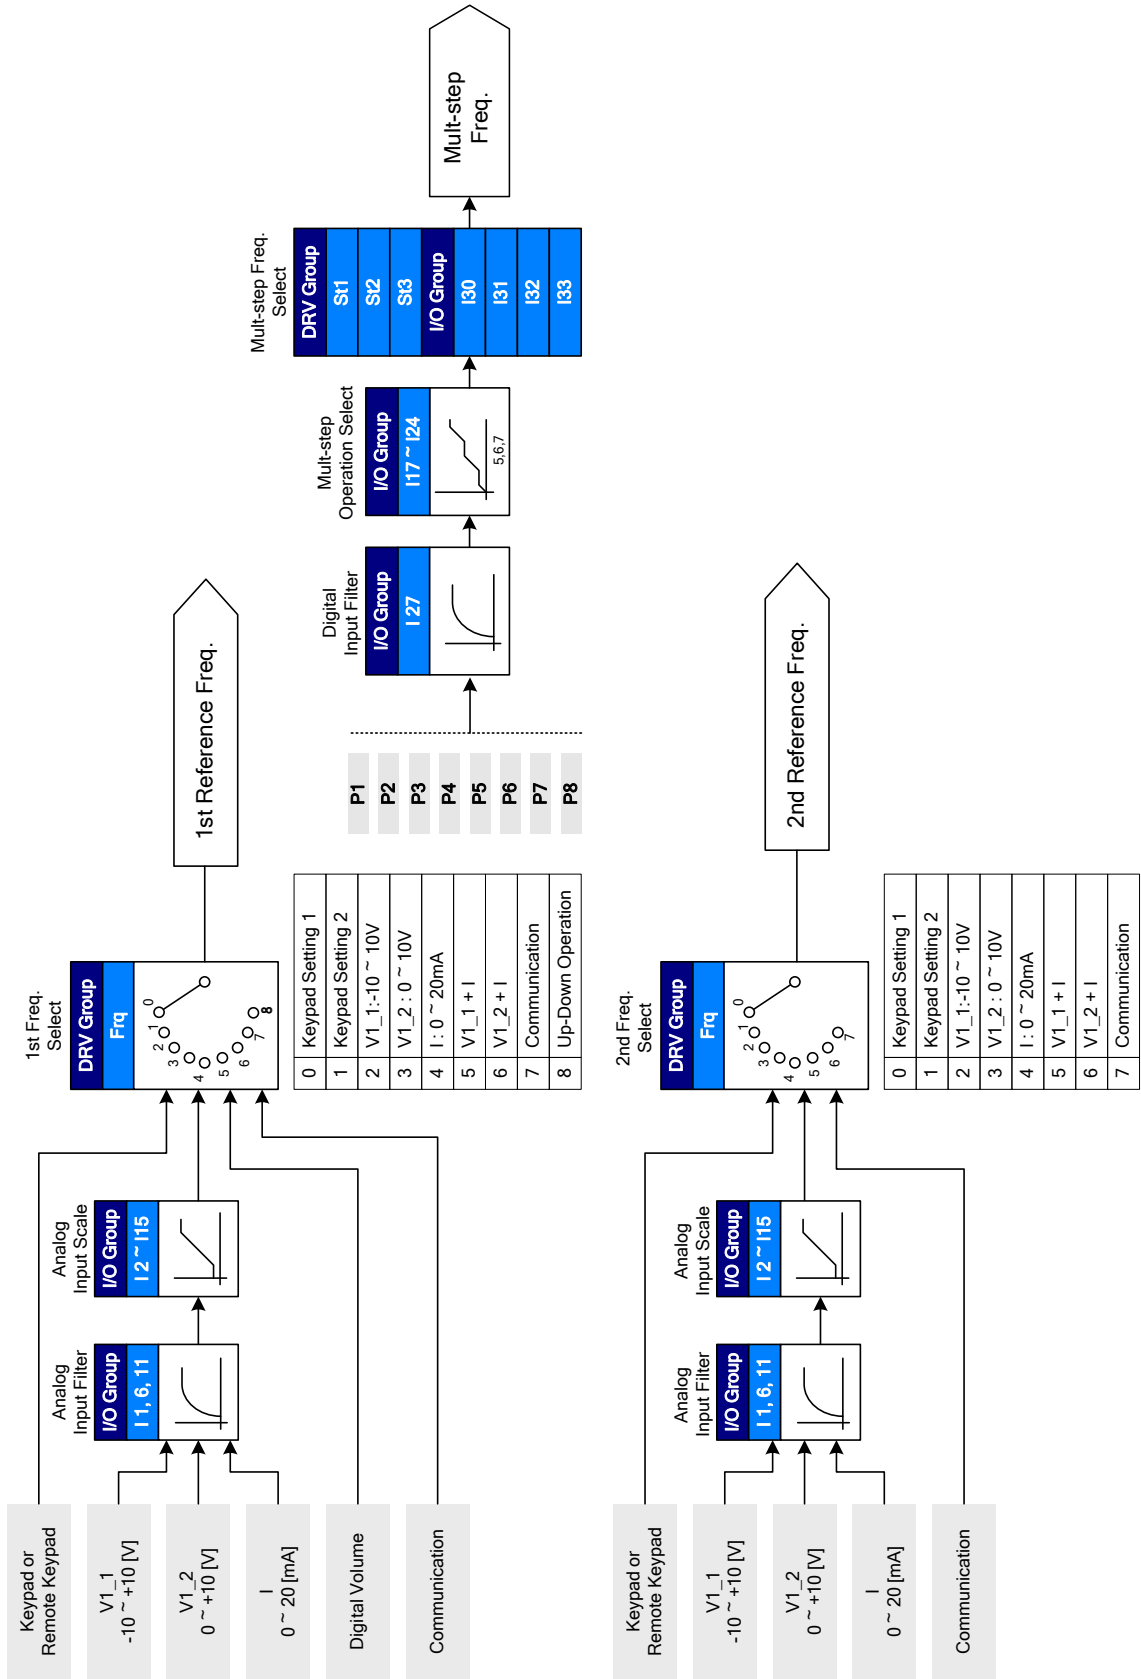 Keypad or
Remote Keypad
V1_1
-10 ~ +10 [V]
V1_2
0 ~ +10 [V]
I
0 ~ 20 [mA]
Digital Volume
Communication
Analog
Input Filter
I/O Group
I 1, 6, 11
Analog
Input Scale
I/O Group
I 2 ~ I15
1st Freq.
Select
DRV Group
Frq
0
1
2
3
4
5
6
7
8
1st Reference Freq.
0 Keypad Setting 1
1 Keypad Setting 2
2 V1_1:-10 ~ 10V
3 V1_2 : 0 ~ 10V
4 I : 0 ~ 20mA
5 V1_1 + I
6 V1_2 + I
7 Communication
8 Up-Down Operation
P1
P2
P3
P4
P5
P6
P7
P8
Digital
Input Filter
I/O Group
I 27
Mult-step
Operation Select
I/O Group
I17 ~ I24
5,6,7
Mult-step Freq.
Select
DRV Group
St1
St2
St3
I/O Group
I30
I31
I32
I33
Mult-step
Freq.
Keypad or
Remote Keypad
V1_1
-10 ~ +10 [V]
V1_2
0 ~ +10 [V]
I
0 ~ 20 [mA]
Communication
Analog
Input Filter
I/O Group
I 1, 6, 11
Analog
Input Scale
I/O Group
I 2 ~ I15
2nd Freq.
Select
DRV Group
Frq
0
1
2
3
4
5
6
7
2nd Reference Freq.
0 Keypad Setting 1
1 Keypad Setting 2
2 V1_1:-10 ~ 10V
3 V1_2 : 0 ~ 10V
4 I : 0 ~ 20mA
5 V1_1 + I
6 V1_2 + I
7 Communication